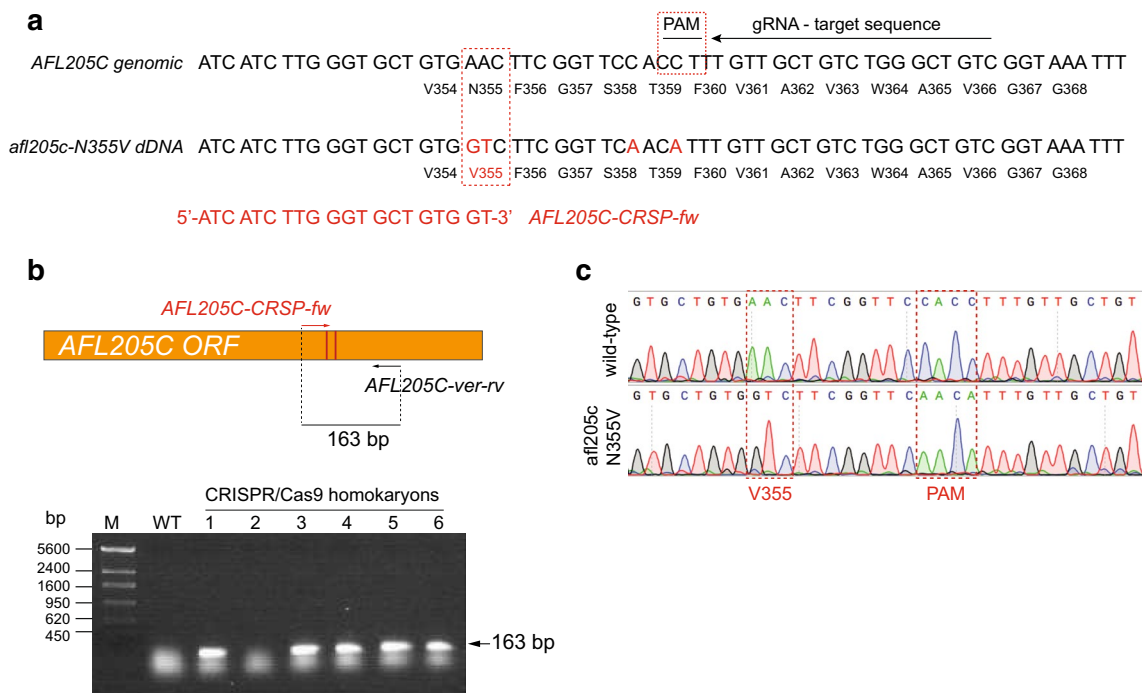 a
PAM
gRNA - target sequence
AFL205C genomic ATC ATC TTG GGT GCT GTG AAC TTC GGT TCC ACC TTT GTT GCT GTC TGG GCT GTC GGT AAA TTT
V354 N355 F356 G357 S358 T359 F360 V361 A362 V363 W364 A365 V366 G367 G368
afl205c-N355V dDNA ATC ATC TTG GGT GCT GTG GTC TTC GGT TCA ACA TTT GTT GCT GTC TGG GCT GTC GGT AAA TTT
V354 V355 F356 G357 S358 T359 F360 V361 A362 V363 W364 A365 V366 G367 G368
5'-ATC ATC TTG GGT GCT GTG GT-3' AFL205C-CRSP-fw
b
AFL205C-CRSP-fw
AFL205C ORF
AFL205C-ver-rv
163 bp
CRISPR/Cas9 homokaryons
bp M WT 1 2 3 4 5 6
5600
2400
1600
950
620
450
163 bp
c
wild-type
G T G C T G T G A A C T T C G G T T C C A C C T T T G T T G C T G T
afl205c N355V
G T G C T G T G G T C T T C G G T T C A A C A T T T G T T G C T G T
V355 PAM